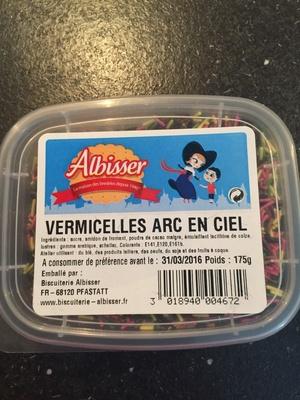 Albisser
La maison des bredeles depuis 1960
VERMICELLES ARC EN CIEL
Ingrédients : sucre, amidon de froment, poudre de cacao maigre, émulsifiant lécithine de colza,
lustres : gomme arabique, shellac, Colorants : E141, E120, E161b.
Atelier utilisant : du blé, des produits laitiers, des oeufs, du soja et des fruits à coque.
A consommer de préférence avant le : 31/03/2016 Poids : 175g
Emballé par :
Biscuiterie Albisser
FR - 68120 PFASTATT
www.biscuiterie-albisser.fr
3 018940 004672